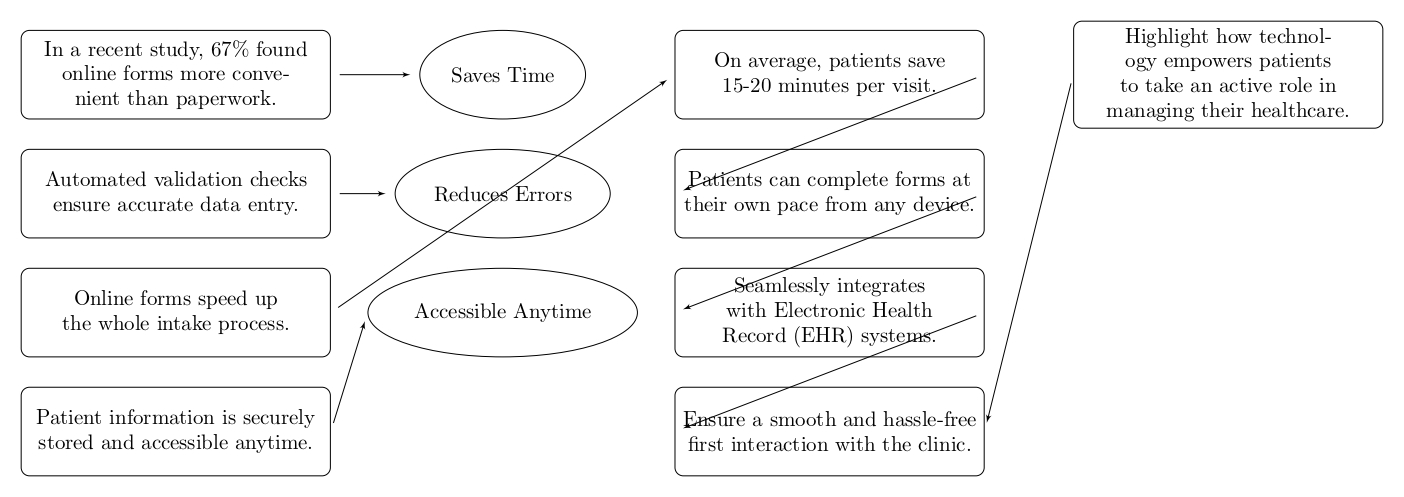 In a recent study, 67% found
online forms more conve-
nient than paperwork.
Saves Time
On average, patients save
15-20 minutes per visit.
Highlight how technol-
ogy empowers patients
to take an active role in
managing their healthcare.
Automated validation checks
ensure accurate data entry.
Reduces Errors
Patients can complete forms at
their own pace from any device.
Online forms speed up
the whole intake process.
Accessible Anytime
Seamlessly integrates
with Electronic Health
Record (EHR) systems.
Patient information is securely
stored and accessible anytime.
Ensure a smooth and hassle-free
first interaction with the clinic.